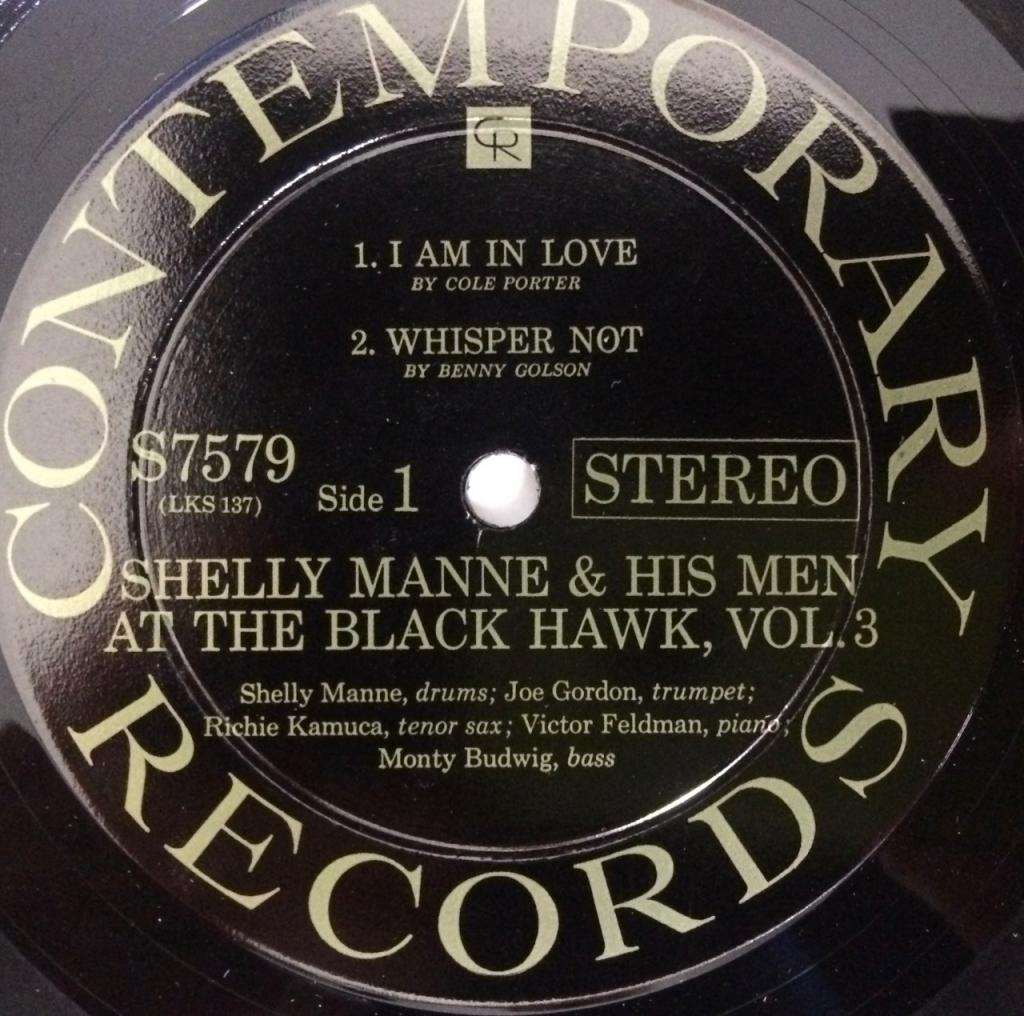 CONTEMPORARY
CR
1. I AM IN LOVE
BY COLE PORTER
2. WHISPER NOT
BY BENNY GOLSON
S7579
(LKS 137)
Side 1
STEREO
SHELLY MANNE & HIS MEN
AT THE BLACK HAWK, VOL. 3
Shelly Manne, drums; Joe Gordon, trumpet;
Richie Kamuca, tenor sax; Victor Feldman, piano;
Monty Budwig, bass
RECORDS